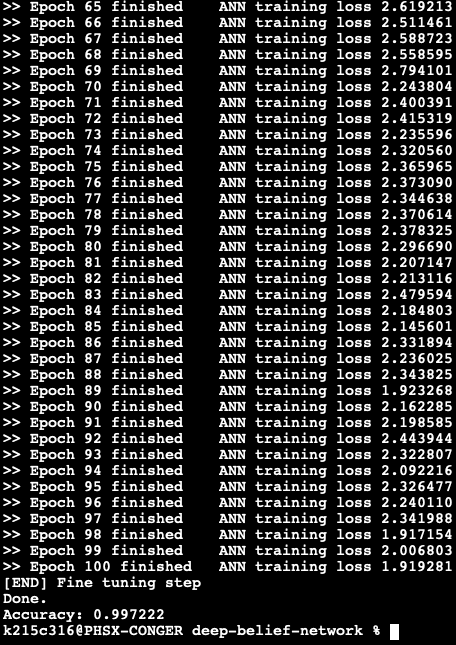 >> Epoch 65 finished    ANN training loss 2.619213
>> Epoch 66 finished    ANN training loss 2.511461
>> Epoch 67 finished    ANN training loss 2.588723
>> Epoch 68 finished    ANN training loss 2.558595
>> Epoch 69 finished    ANN training loss 2.794101
>> Epoch 70 finished    ANN training loss 2.243804
>> Epoch 71 finished    ANN training loss 2.400391
>> Epoch 72 finished    ANN training loss 2.415319
>> Epoch 73 finished    ANN training loss 2.235596
>> Epoch 74 finished    ANN training loss 2.320560
>> Epoch 75 finished    ANN training loss 2.365965
>> Epoch 76 finished    ANN training loss 2.373090
>> Epoch 77 finished    ANN training loss 2.344638
>> Epoch 78 finished    ANN training loss 2.370614
>> Epoch 79 finished    ANN training loss 2.378325
>> Epoch 80 finished    ANN training loss 2.296690
>> Epoch 81 finished    ANN training loss 2.207147
>> Epoch 82 finished    ANN training loss 2.213116
>> Epoch 83 finished    ANN training loss 2.479594
>> Epoch 84 finished    ANN training loss 2.184803
>> Epoch 85 finished    ANN training loss 2.145601
>> Epoch 86 finished    ANN training loss 2.331894
>> Epoch 87 finished    ANN training loss 2.236025
>> Epoch 88 finished    ANN training loss 2.343825
>> Epoch 89 finished    ANN training loss 1.923268
>> Epoch 90 finished    ANN training loss 2.162285
>> Epoch 91 finished    ANN training loss 2.198585
>> Epoch 92 finished    ANN training loss 2.443944
>> Epoch 93 finished    ANN training loss 2.322807
>> Epoch 94 finished    ANN training loss 2.092216
>> Epoch 95 finished    ANN training loss 2.326477
>> Epoch 96 finished    ANN training loss 2.240110
>> Epoch 97 finished    ANN training loss 2.341988
>> Epoch 98 finished    ANN training loss 1.917154
>> Epoch 99 finished    ANN training loss 2.006803
>> Epoch 100 finished   ANN training loss 1.919281
[END] Fine tuning step
Done.
Accuracy: 0.997222
k215c316@PHSX-CONGER deep-belief-network %